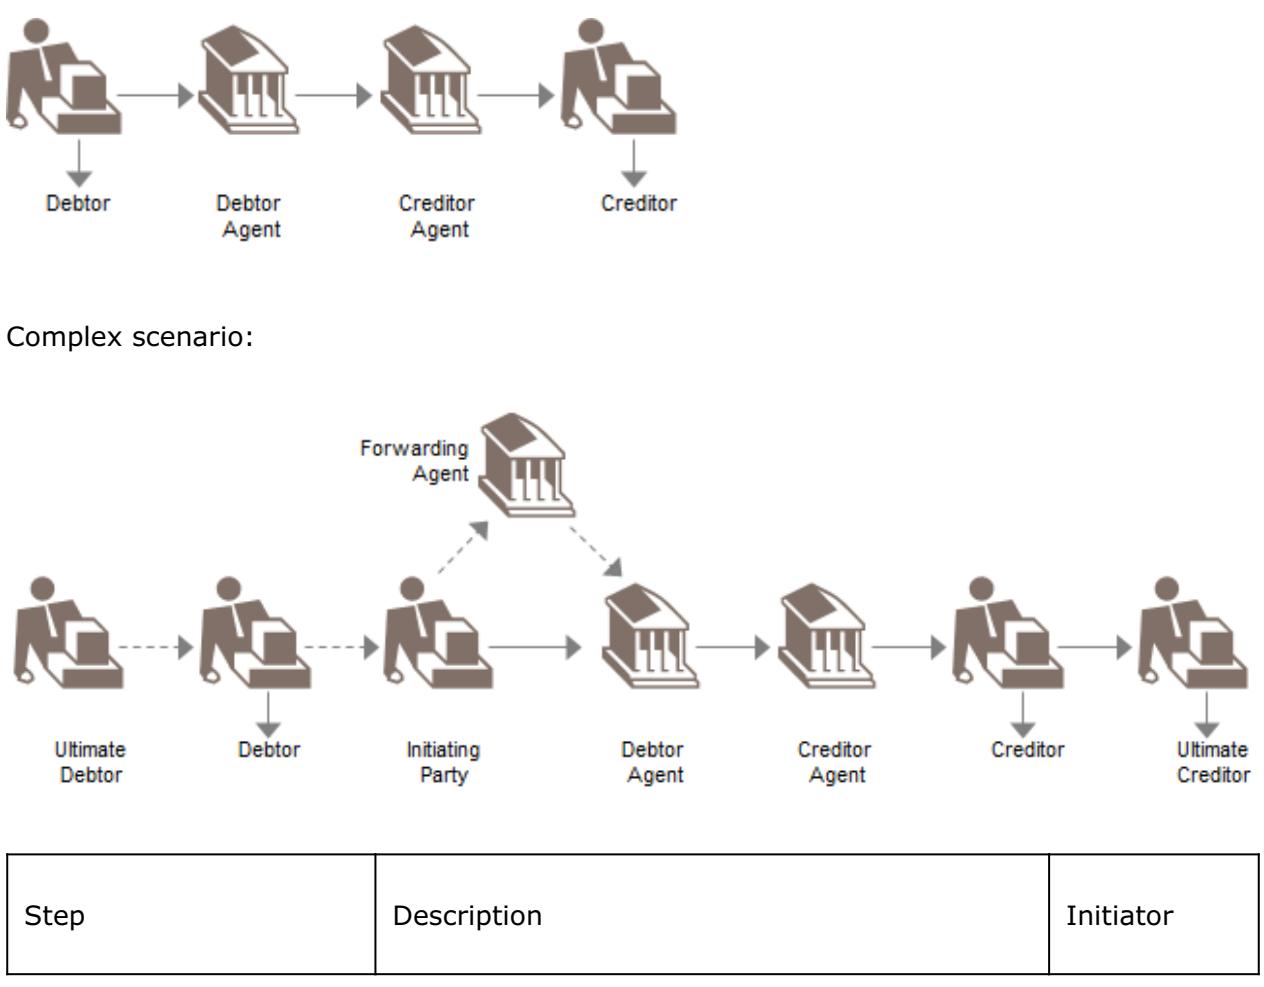 Debtor
Debtor
Agent
Creditor
Agent
Creditor
Complex scenario:
Forwarding
Agent
Ultimate
Debtor
Debtor
Initiating
Party
Debtor
Agent
Creditor
Agent
Creditor
Ultimate
Creditor
Step
Description
Initiator